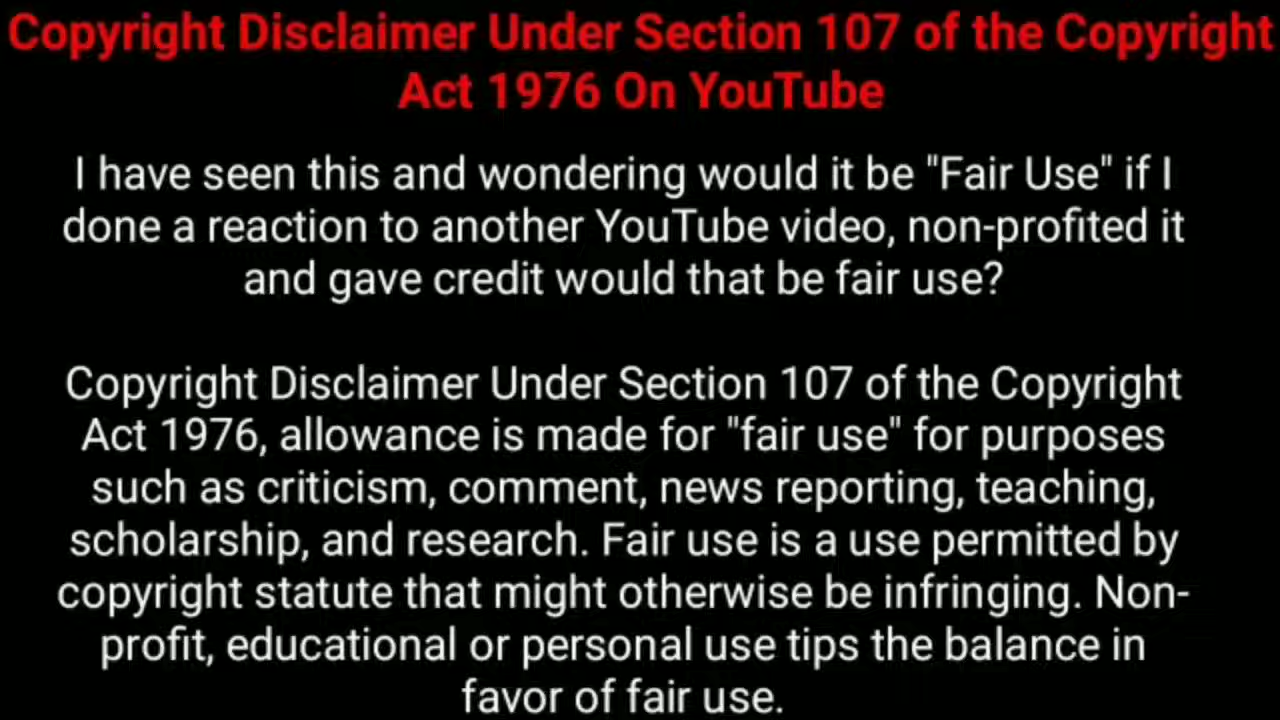 Copyright Disclaimer Under Section 107 of the Copyright
Act 1976 On YouTube
I have seen this and wondering would it be "Fair Use" if I
done a reaction to another YouTube video, non-profited it
and gave credit would that be fair use?
Copyright Disclaimer Under Section 107 of the Copyright
Act 1976, allowance is made for "fair use" for purposes
such as criticism, comment, news reporting, teaching,
scholarship, and research. Fair use is a use permitted by
copyright statute that might otherwise be infringing. Non-
profit, educational or personal use tips the balance in
favor of fair use.